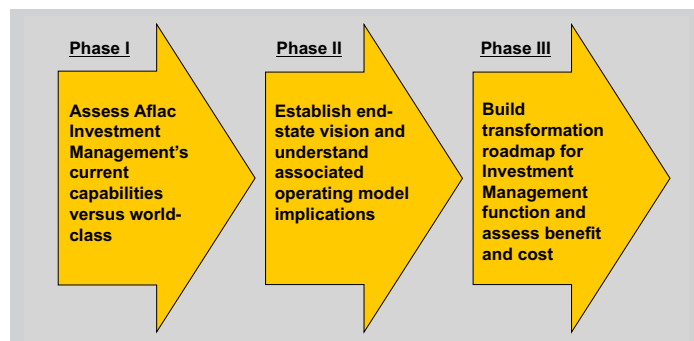 Phase I
Assess Aflac
Investment
Management's
current
capabilities
versus world-
class
Phase II
Establish end-
state vision and
understand
associated
operating model
implications
Phase III
Build
transformation
roadmap for
Investment
Management
function and
assess benefit
and cost